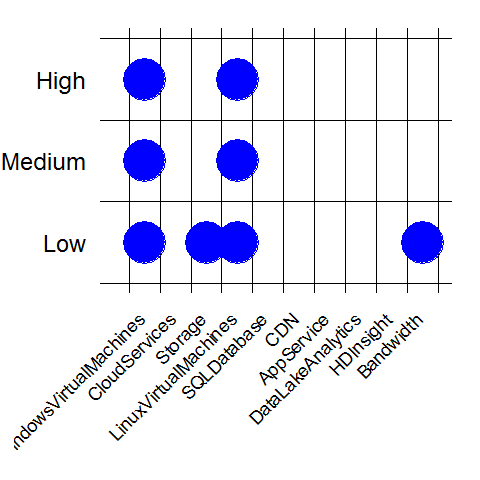 High
Medium
Low
ndowsVirtualMachines
CloudServices
Storage
LinuxVirtualMachines
SQLDatabase
CDN
AppService
DataLakeAnalytics
HDInsight
Bandwidth